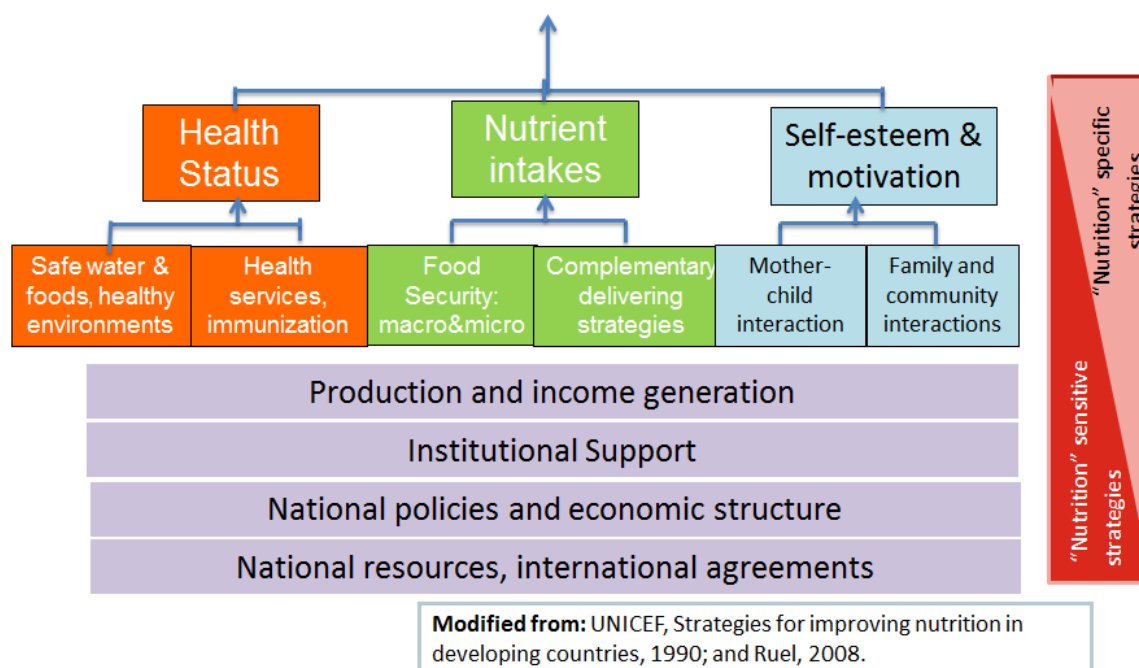 Health
Status
Nutrient
intakes
Self-esteem &
motivation
Safe water &
foods, healthy
environments
Health
services,
immunization
Food
Security:
macro&micro
Complementary
delivering
strategies
Mother-
child
interaction
Family and
community
interactions
Production and income generation
Institutional Support
National policies and economic structure
National resources, international agreements
"Nutrition" specific
strategies
"Nutrition" sensitive
strategies
Modified from: UNICEF, Strategies for improving nutrition in
developing countries, 1990; and Ruel, 2008.